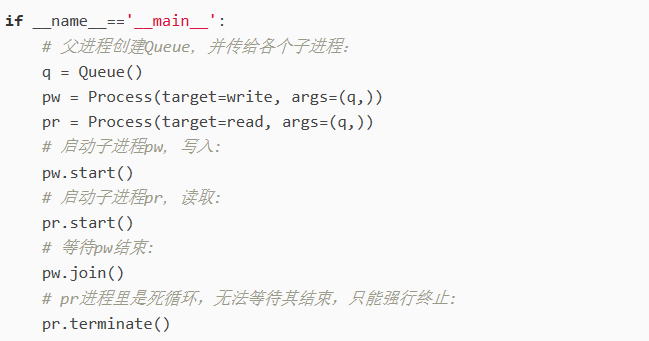 if __name__=='__main__':
    # 父进程创建Queue，并传给各个子进程：
    q = Queue()
    pw = Process(target=write, args=(q,))
    pr = Process(target=read, args=(q,))
    # 启动子进程pw，写入:
    pw.start()
    # 启动子进程pr，读取:
    pr.start()
    # 等待pw结束:
    pw.join()
    # pr进程里是死循环，无法等待其结束，只能强行终止:
    pr.terminate()